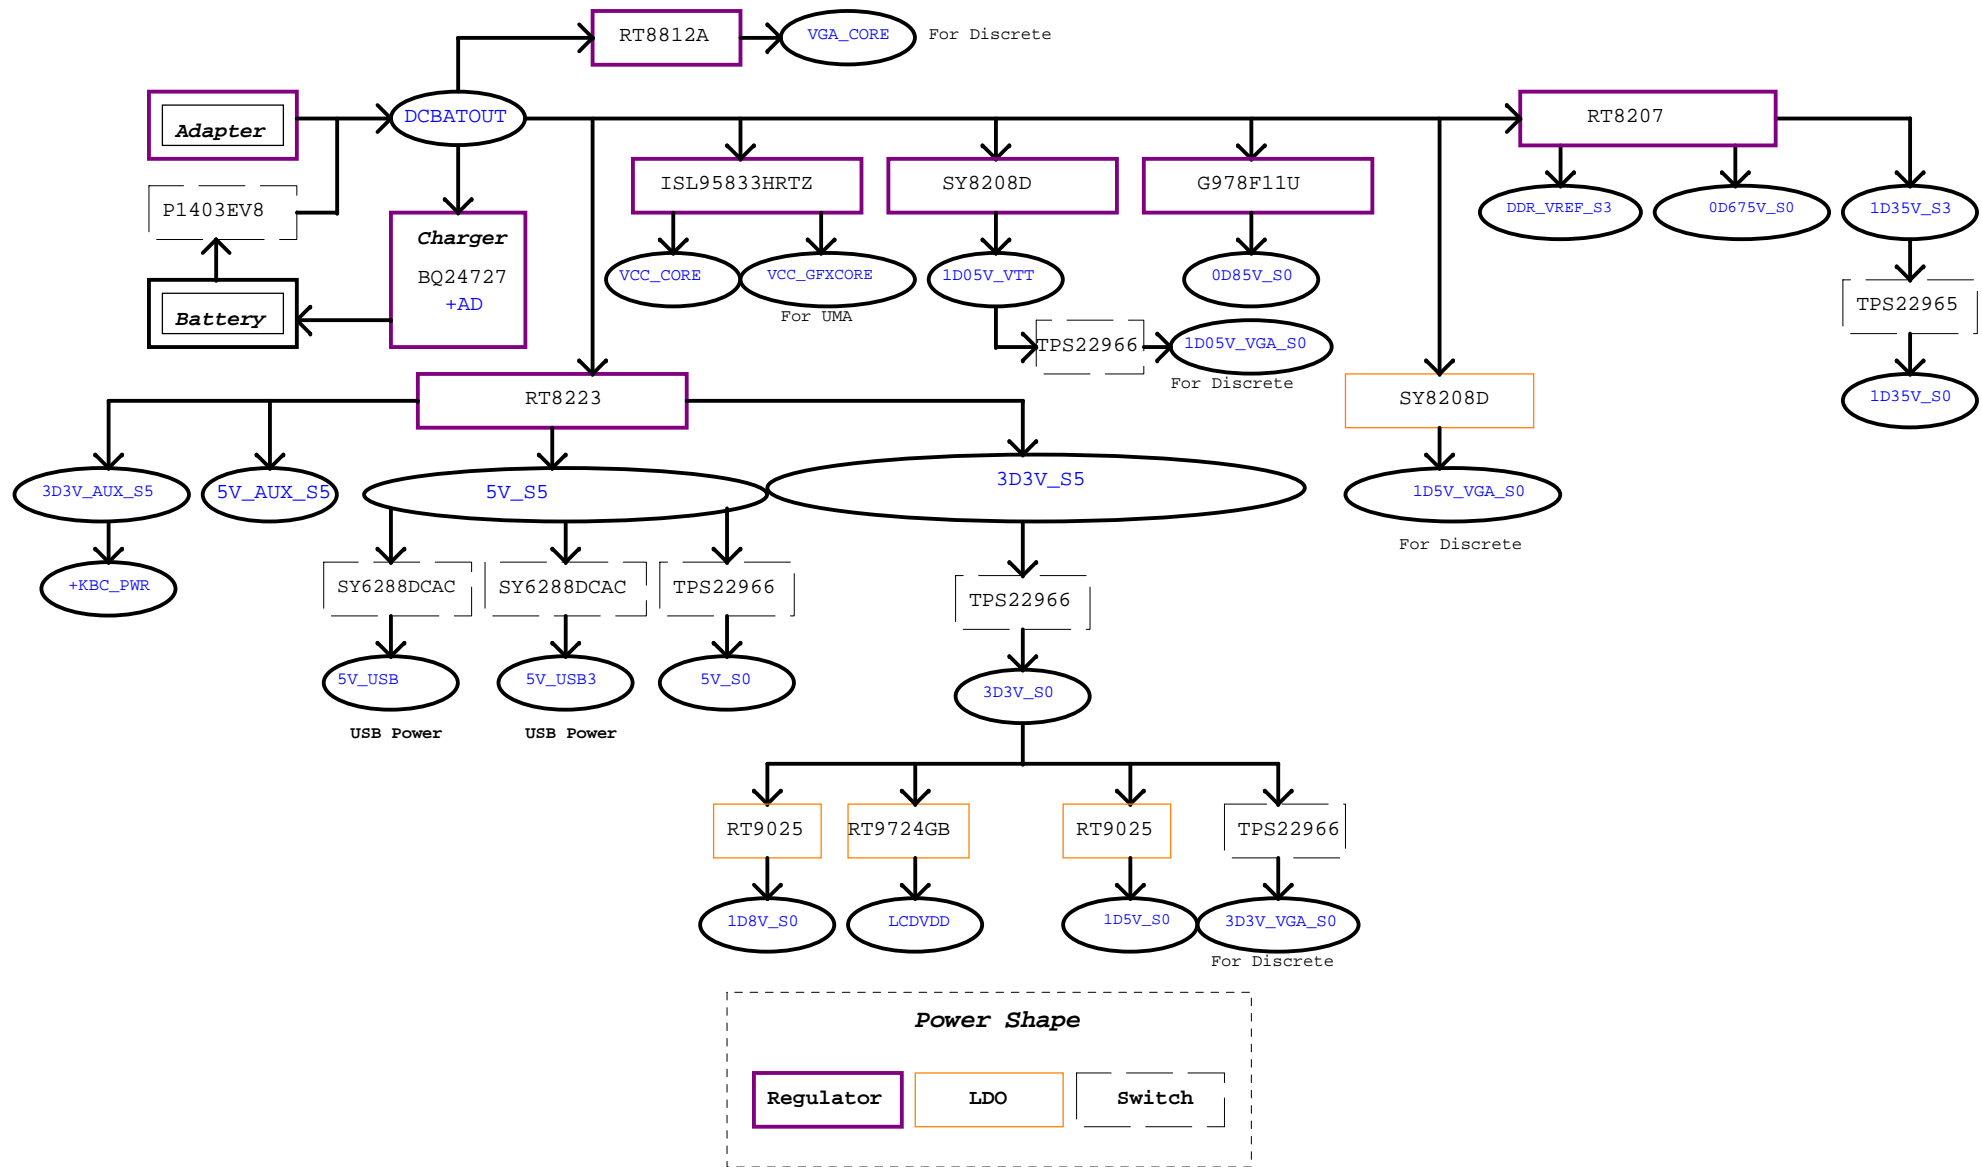 RT8812A
VGA_CORE
For Discrete
Adapter
DCBATOUT
RT8207
P1403EV8
Charger
BQ24727
+AD
Battery
ISL95833HRTZ
SY8208D
G978F11U
DDR_VREF_S3
0D675V_S0
1D35V_S3
VCC_CORE
VCC_GFXCORE
For UMA
1D05V_VTT
0D85V_S0
TPS22966
1D05V_VGA_S0
For Discrete
TPS22965
1D35V_S0
RT8223
SY8208D
3D3V_AUX_S5
5V_AUX_S5
5V_S5
3D3V_S5
1D5V_VGA_S0
For Discrete
+KBC_PWR
SY6288DCAC
SY6288DCAC
TPS22966
TPS22966
5V_USB
5V_USB3
5V_S0
3D3V_S0
USB Power
USB Power
RT9025
RT9724GB
RT9025
TPS22966
1D8V_S0
LCDVDD
1D5V_S0
3D3V_VGA_S0
For Discrete
Power Shape
Regulator
LDO
Switch